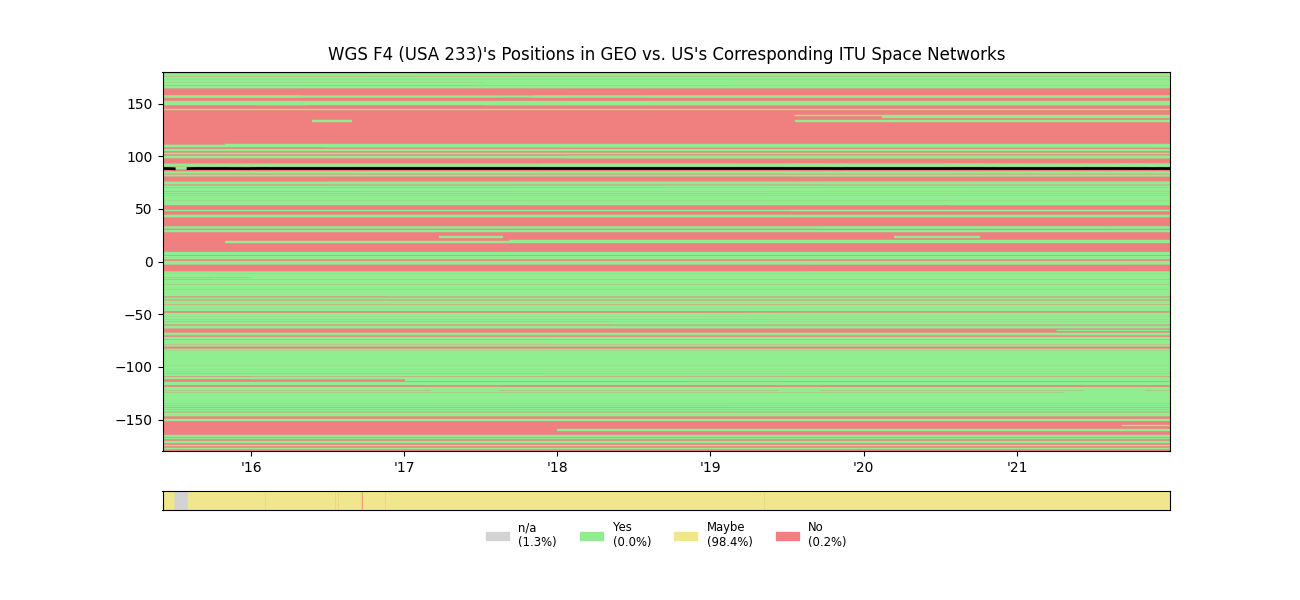 WGS F4 (USA 233)'s Positions in GEO vs. US's Corresponding ITU Space Networks
150
100
50
0
−50
−100
−150
'16 '17 '18 '19 '20 '21
n/a Yes Maybe No
(1.3%) (0.0%) (98.4%) (0.2%)